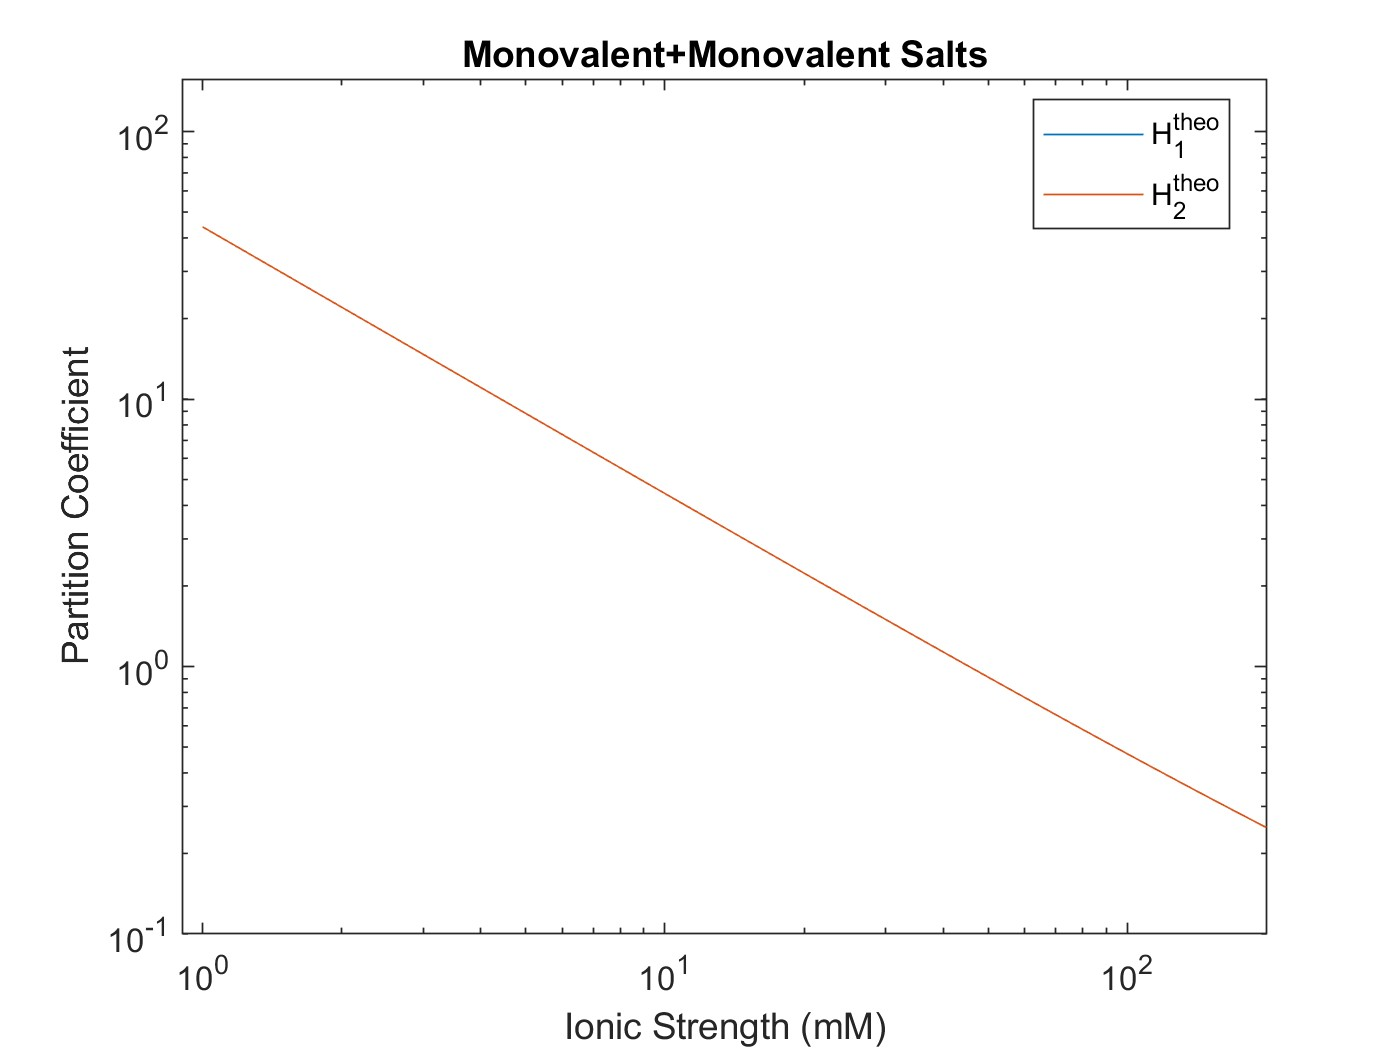 Monovalent+Monovalent Salts
H_1^theo
H_2^theo
10^2
10^1
10^0
10^-1
Partition Coefficient
10^0 10^1 10^2
Ionic Strength (mM)